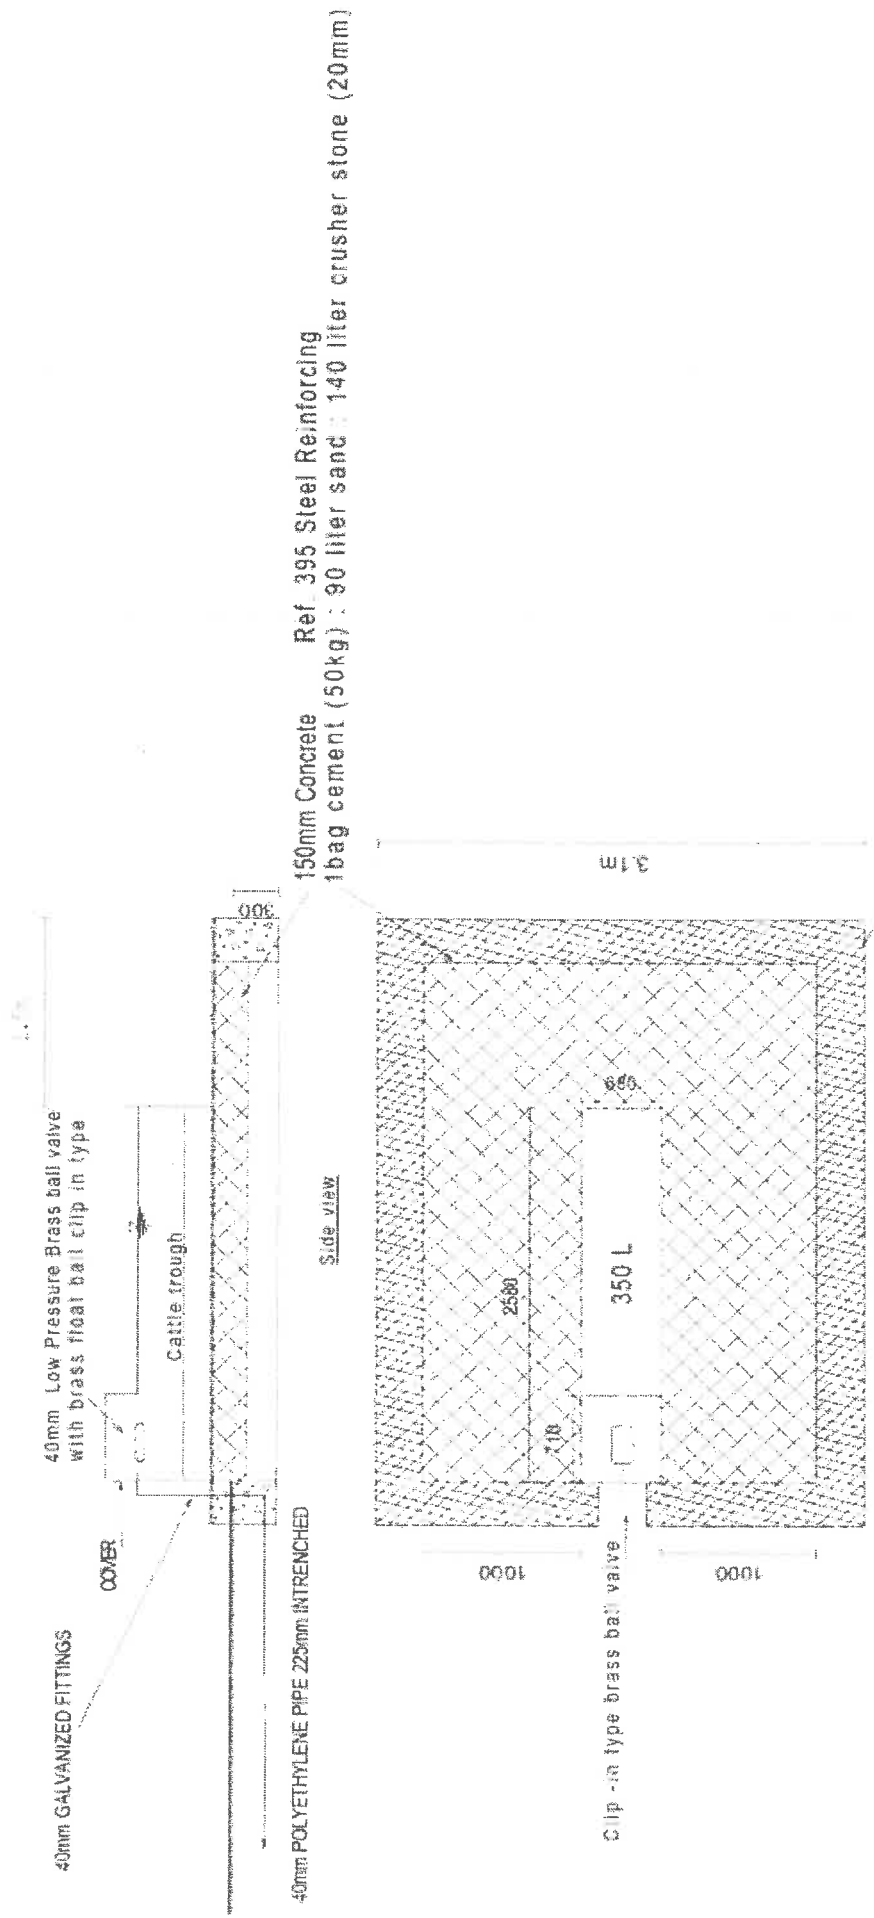 40mm GALVANIZED FITTINGS
COVER
40mm Low Pressure Brass ball valve
with brass float ball clip in type
Cattle trough
300
40mm POLYETHYLENE PIPE 225mm INTRENCHED
Side view
150mm Concrete Ref. 395 Steel Reinforcing
1bag cement (50kg) : 90 liter sand : 140 liter crusher stone (20mm)
1000
1000
Clip -in type brass ball valve
710
2580
350 L
3.1m